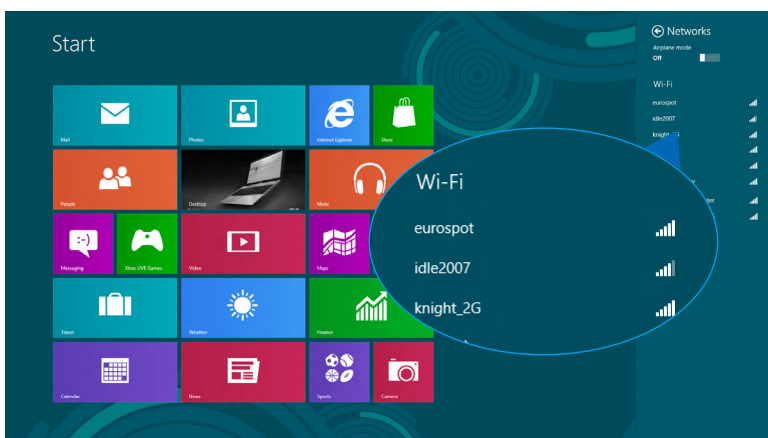 Start
Networks
Airplane mode
Off
Wi-Fi
eurospot
idle2007
Mail
Photos
Internet Explorer
Store
People
Desktop
Music
Messaging
Xbox LIVE Games
Video
Maps
Travel
Weather
Finance
Calendar
News
Sports
Camera
Wi-Fi
eurospot
idle2007
knight_2G